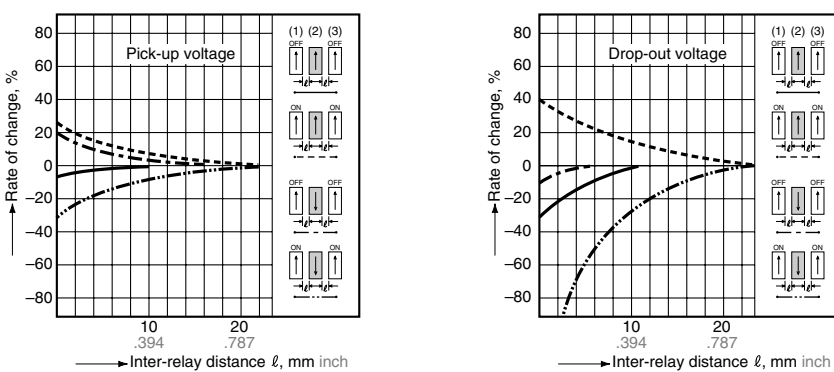 80
60
40
20
0
–20
–40
–60
–80
Rate of change, %
Pick-up voltage
10
20
.394
.787
Inter-relay distance ℓ, mm inch
(1) (2) (3)
OFF OFF
ℓ ℓ
ON ON
ℓ ℓ
OFF OFF
ℓ ℓ
ON ON
ℓ ℓ
80
60
40
20
0
–20
–40
–60
–80
Rate of change, %
Drop-out voltage
10
20
.394
.787
Inter-relay distance ℓ, mm inch
(1) (2) (3)
OFF OFF
ℓ ℓ
ON ON
ℓ ℓ
OFF OFF
ℓ ℓ
ON ON
ℓ ℓ